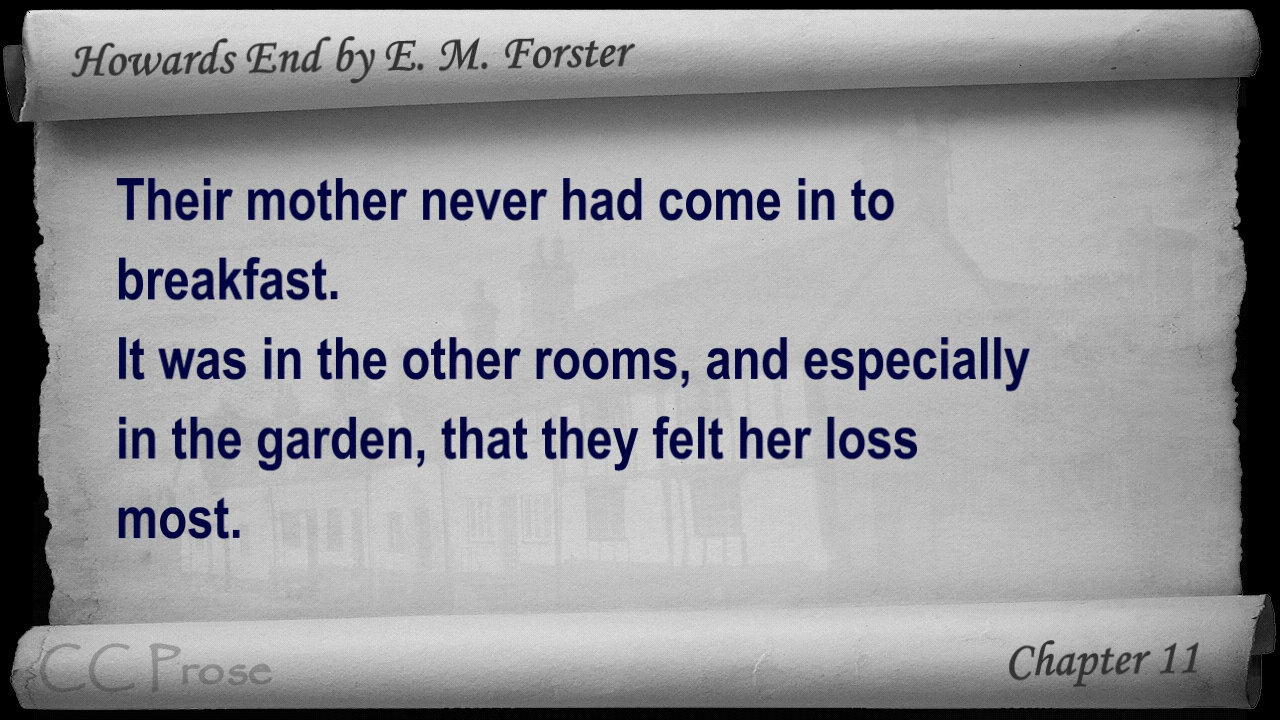 Howards End by E. M. Forster
Their mother never had come in to
breakfast.
It was in the other rooms, and especially
in the garden, that they felt her loss
most.
CC Prose
Chapter 11